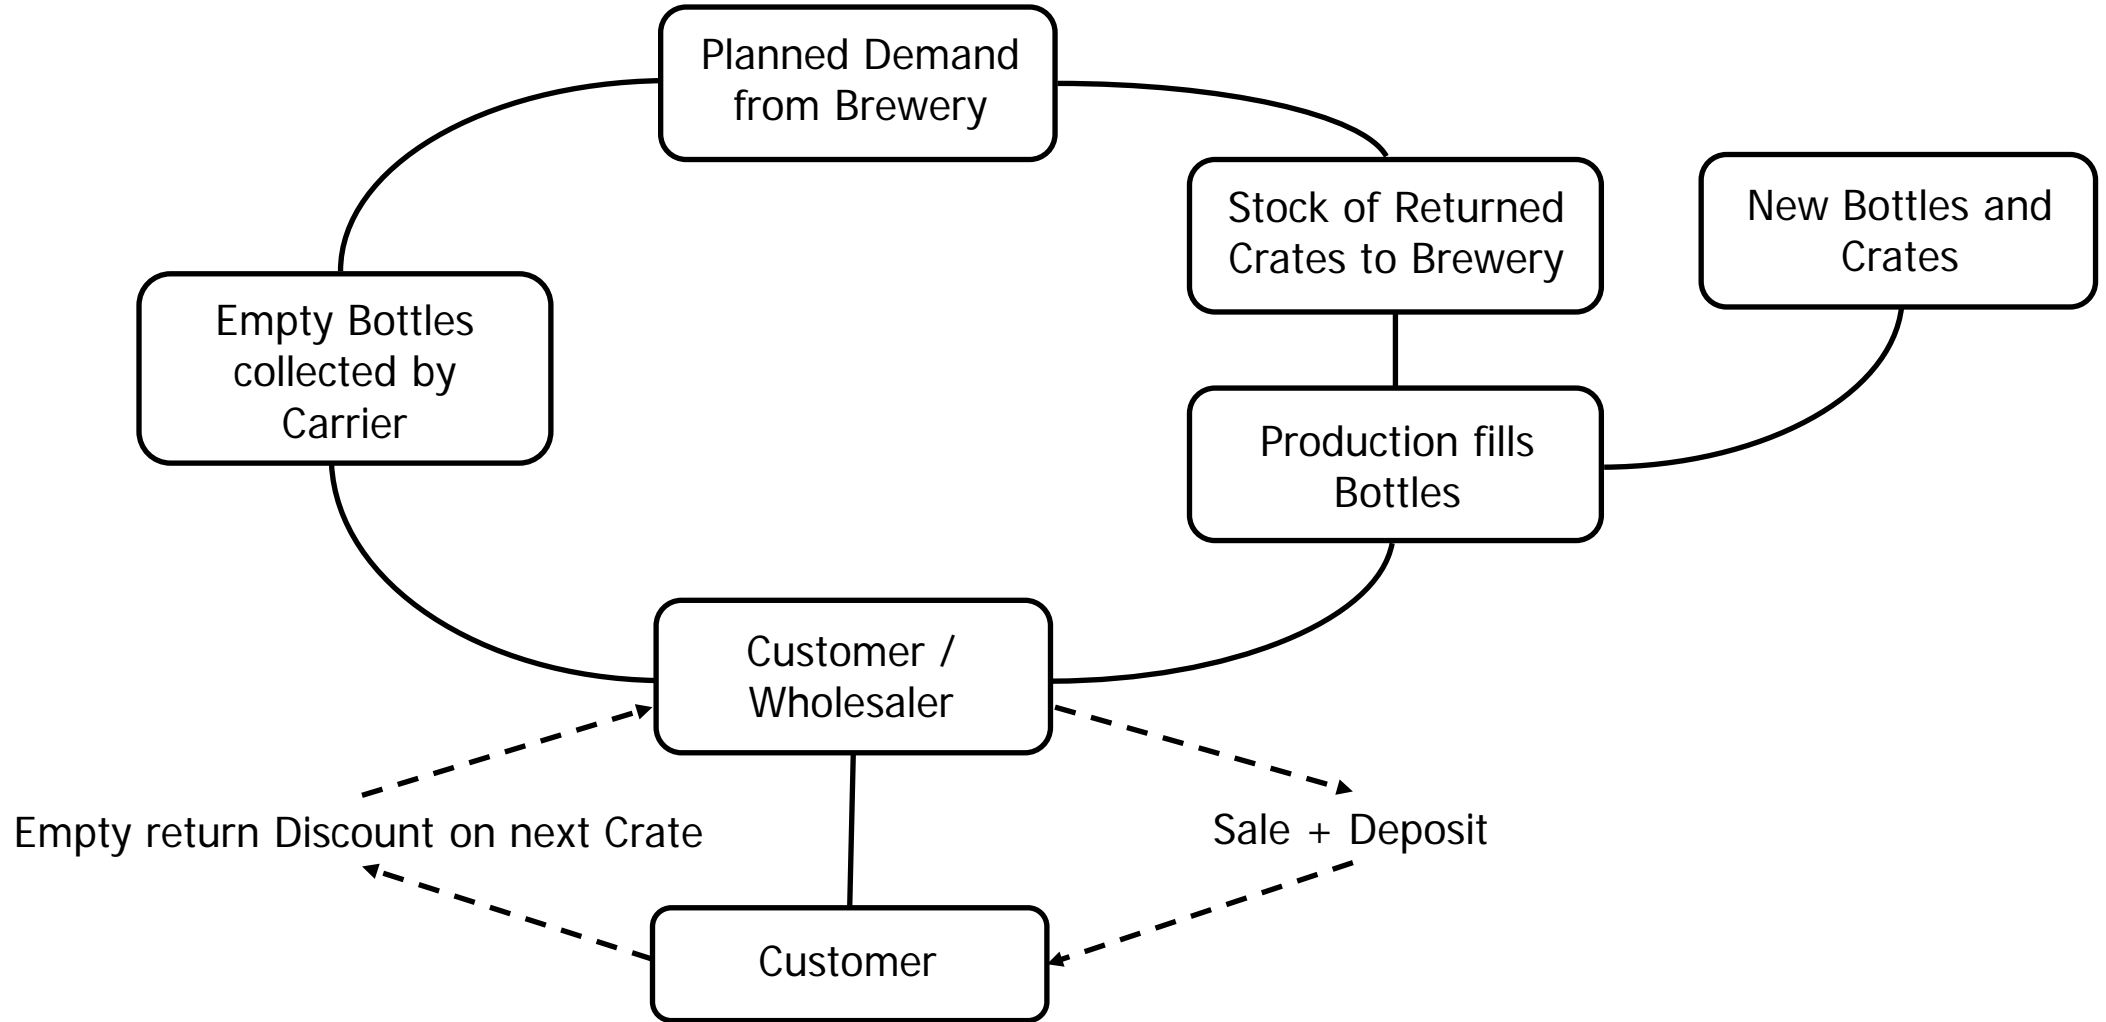 Planned Demand
from Brewery
Stock of Returned
Crates to Brewery
New Bottles and
Crates
Empty Bottles
collected by
Carrier
Production fills
Bottles
Customer /
Wholesaler
Empty return Discount on next Crate
Sale + Deposit
Customer